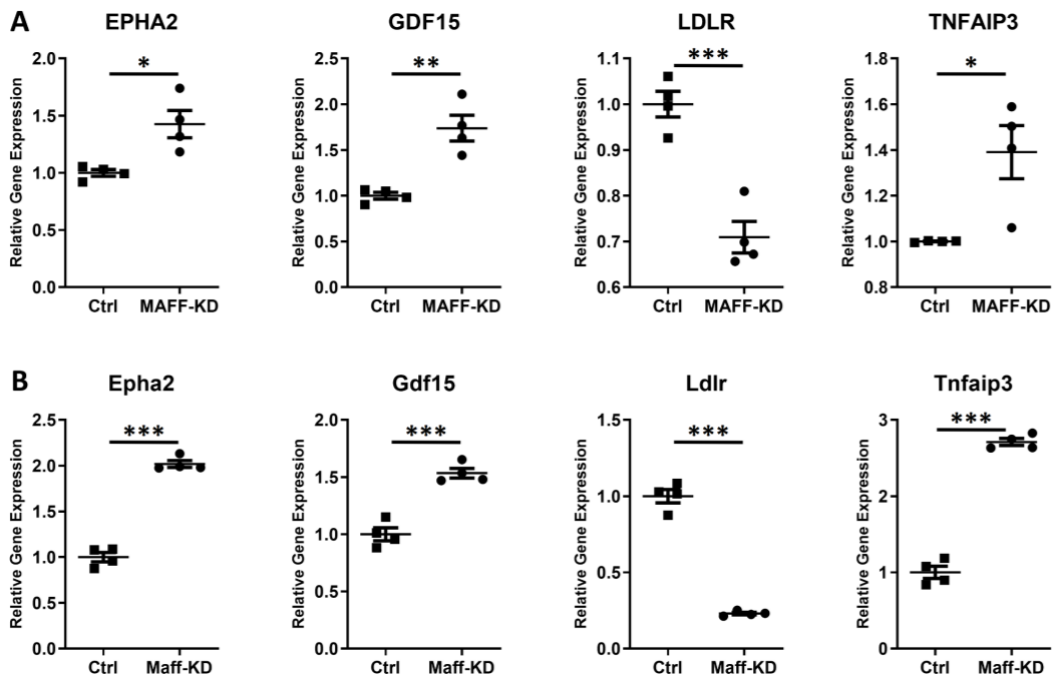 A
EPHA2 GDF15 LDLR TNFAIP3
Relative Gene Expression
2.0
1.5
1.0
0.5
0.0
*
Ctrl MAFF-KD
Relative Gene Expression
2.5
2.0
1.5
1.0
0.5
0.0
**
Ctrl MAFF-KD
Relative Gene Expression
1.1
1.0
0.9
0.8
0.7
0.6
***
Ctrl MAFF-KD
Relative Gene Expression
1.8
1.6
1.4
1.2
1.0
0.8
*
Ctrl MAFF-KD
B
Epha2 Gdf15 Ldlr Tnfaip3
Relative Gene Expression
2.5
2.0
1.5
1.0
0.5
0.0
***
Ctrl Maff-KD
Relative Gene Expression
2.0
1.5
1.0
0.5
0.0
***
Ctrl Maff-KD
Relative Gene Expression
1.5
1.0
0.5
0.0
***
Ctrl Maff-KD
Relative Gene Expression
3
2
1
0
***
Ctrl Maff-KD